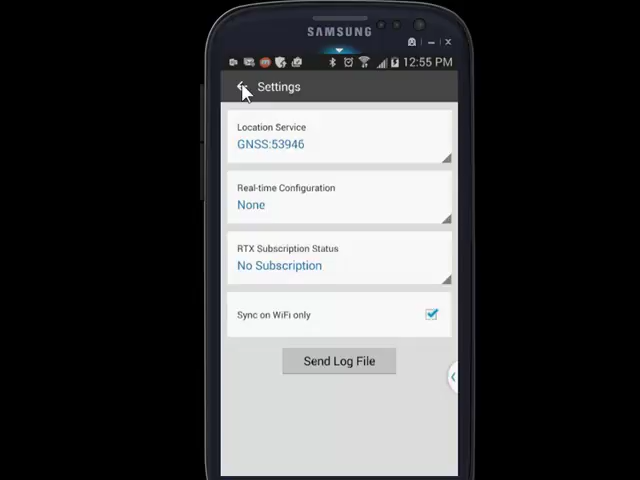 SAMSUNG
12:55 PM
Settings
Location Service
GNSS:53946
Real-time Configuration
None
RTX Subscription Status
No Subscription
Sync on WiFi only
Send Log File